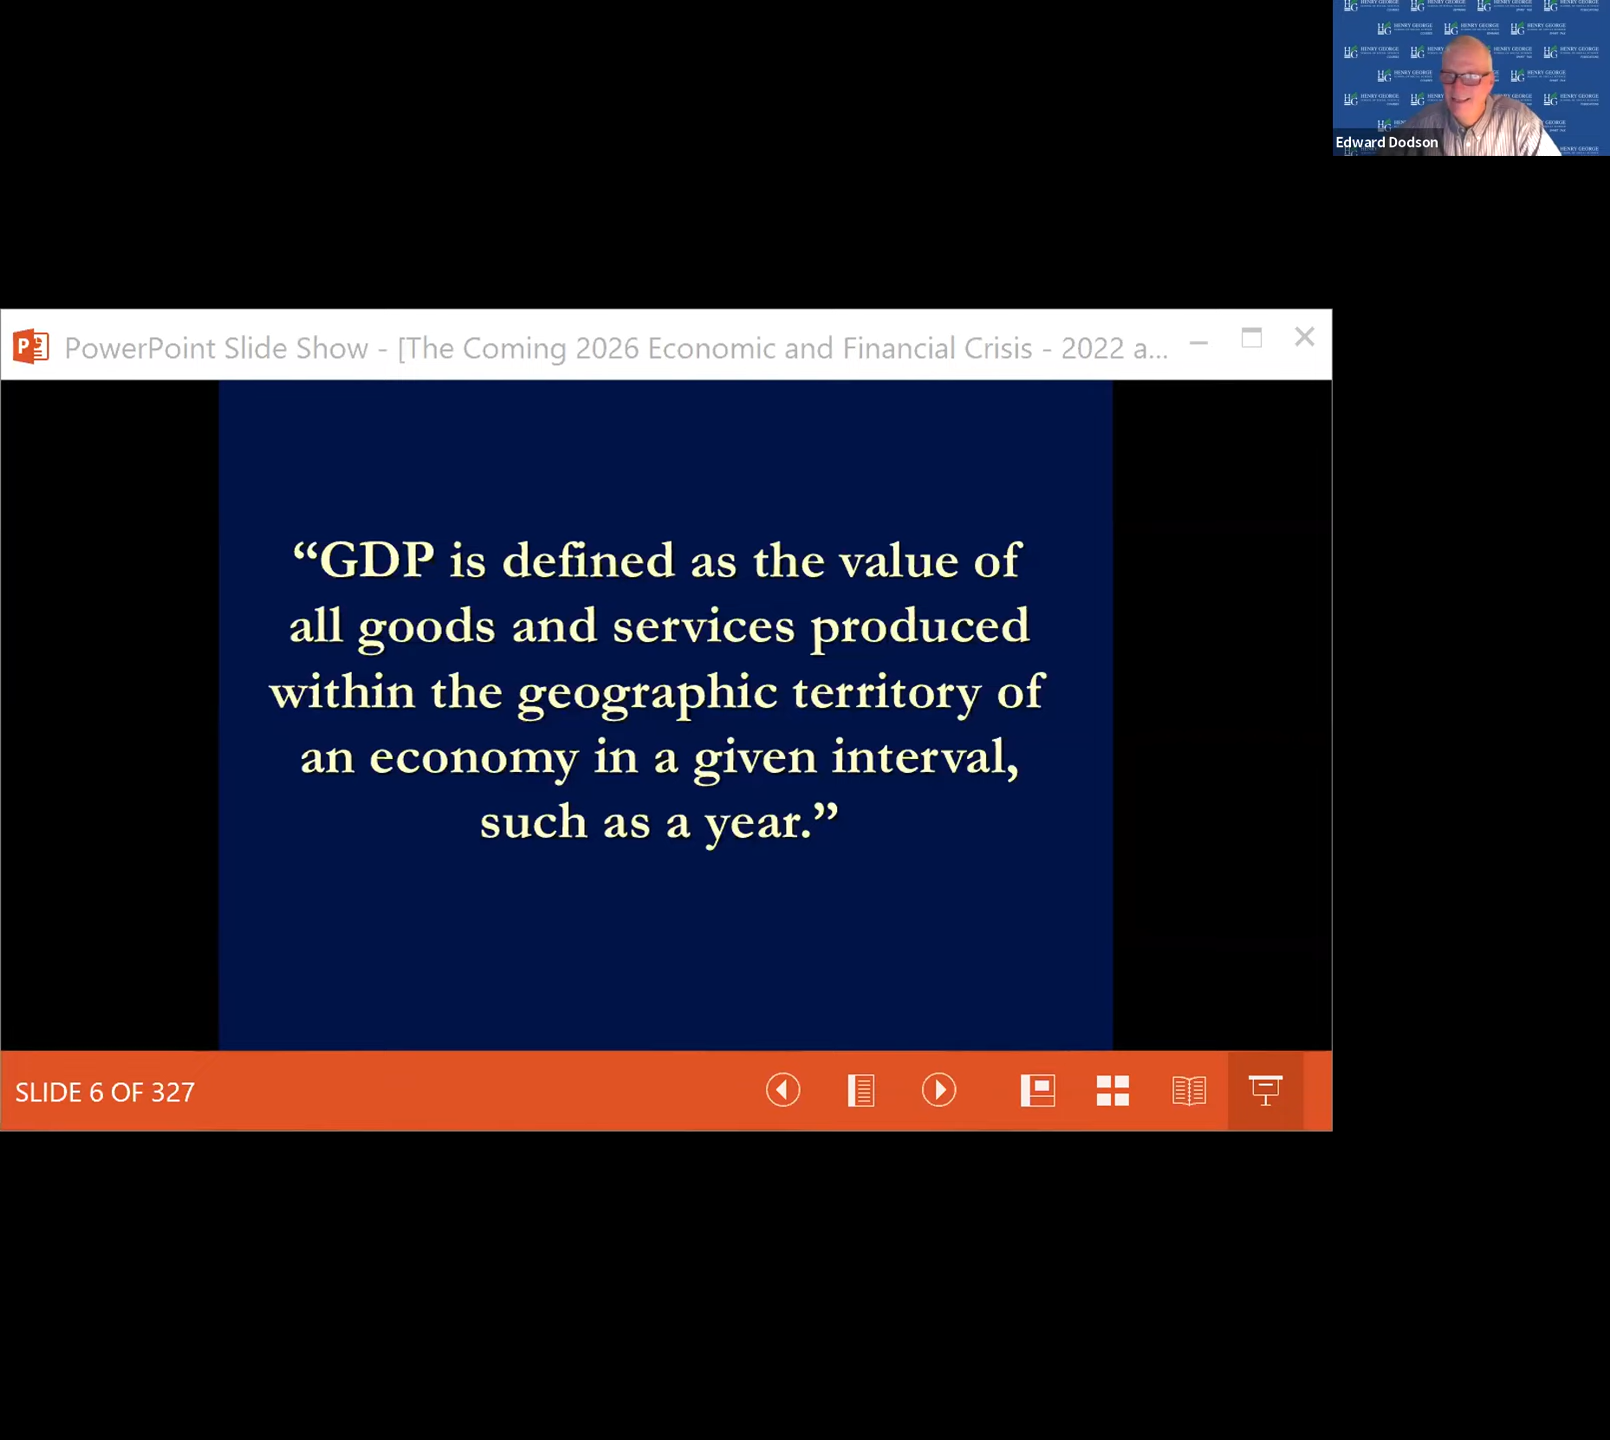 HENRY GEORGE
Edward Dodson
PowerPoint Slide Show - [The Coming 2026 Economic and Financial Crisis - 2022 a...
“GDP is defined as the value of
all goods and services produced
within the geographic territory of
an economy in a given interval,
such as a year.”
SLIDE 6 OF 327